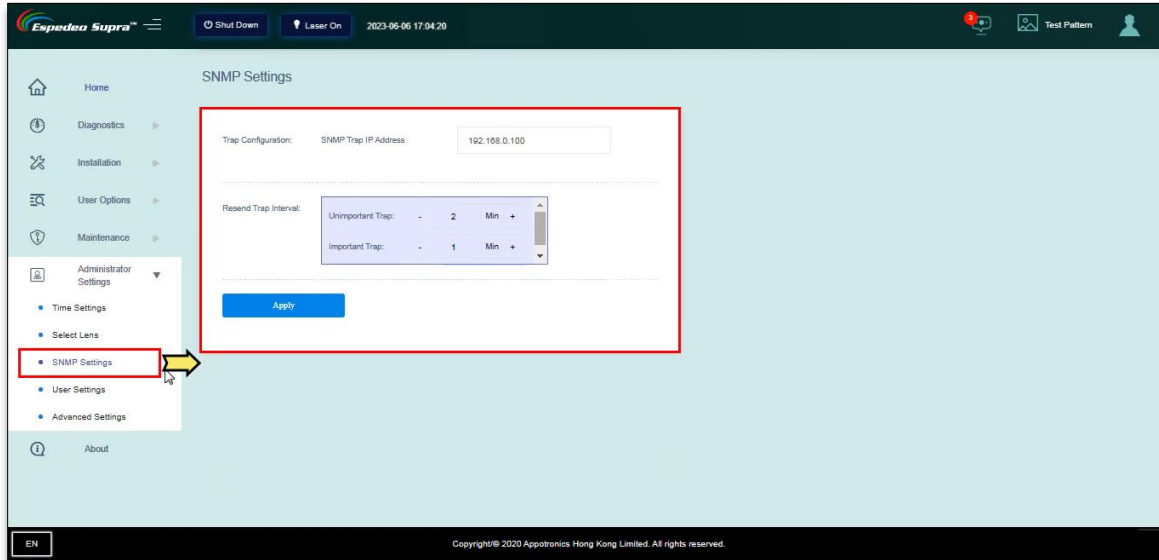 Espedeo Supra™ Shut Down Laser On 2023-06-06 17:04:20 3 Test Pattern
SNMP Settings
Home
Diagnostics
Installation
User Options
Maintenance
Administrator
Settings
Time Settings
Select Lens
SNMP Settings
User Settings
Advanced Settings
About
Trap Configuration: SNMP Trap IP Address 192.168.0.100
Resend Trap Interval:
Unimportant Trap: - 2 Min +
Important Trap: - 1 Min +
Apply
EN Copyright/© 2020 Appotronics Hong Kong Limited. All rights reserved.